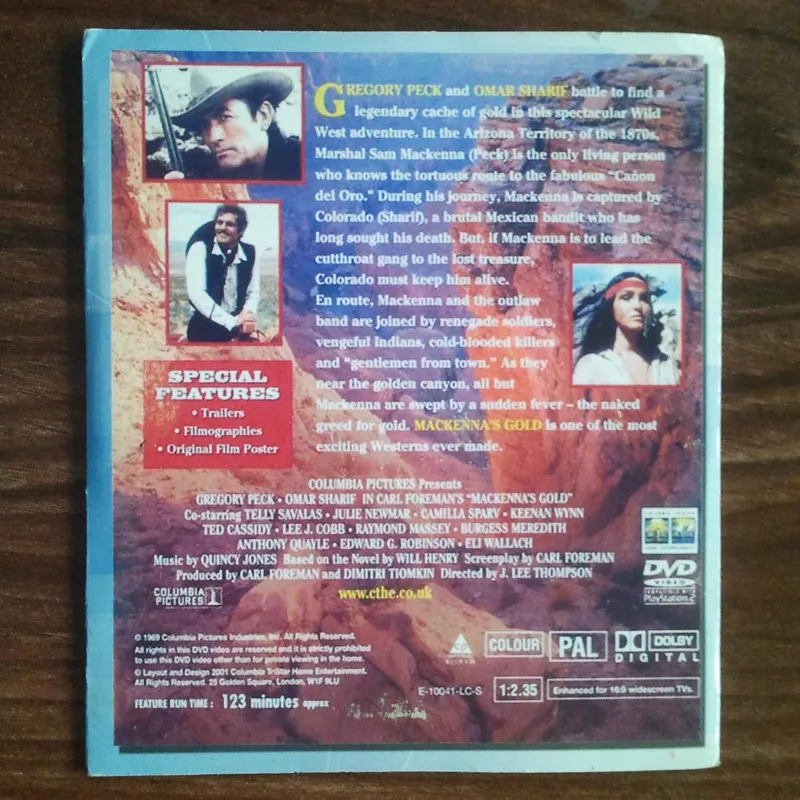 GREGORY PECK and OMAR SHARIF battle to find a
legendary cache of gold in this spectacular Wild
West adventure. In the Arizona Territory of the 1870s,
Marshal Sam Mackenna (Peck) is the only living person
who knows the tortuous route to the fabulous “Cañon
del Oro.” During his journey, Mackenna is captured by
Colorado (Sharif), a brutal Mexican bandit who has
long sought his death. But, if Mackenna is to lead the
cutthroat gang to the lost treasure,
Colorado must keep him alive.
En route, Mackenna and the outlaw
band are joined by renegade soldiers,
vengeful Indians, cold-blooded killers
and “gentlemen from town.” As they
near the golden canyon, all but
Mackenna are swept by a sudden fever – the naked
greed for gold. MACKENNA'S GOLD is one of the most
exciting Westerns ever made.
SPECIAL
FEATURES
• Trailers
• Filmographies
• Original Film Poster
COLUMBIA PICTURES Presents
GREGORY PECK • OMAR SHARIF IN CARL FOREMAN'S “MACKENNA'S GOLD”
Co-starring TELLY SAVALAS • JULIE NEWMAR • CAMILLA SPARV • KEENAN WYNN
TED CASSIDY • LEE J. COBB • RAYMOND MASSEY • BURGESS MEREDITH
ANTHONY QUAYLE • EDWARD G. ROBINSON • ELI WALLACH
Music by QUINCY JONES Based on the Novel by WILL HENRY Screenplay by CARL FOREMAN
Produced by CARL FOREMAN and DIMITRI TIOMKIN Directed by J. LEE THOMPSON
www.cthe.co.uk
COLUMBIA
PICTURES
DVD
VIDEO
PlayStation 2
© 1969 Columbia Pictures Industries, Inc. All Rights Reserved.
All rights in this DVD video are reserved and it is strictly prohibited
to use this DVD video other than for private viewing in the home.
© Layout and Design 2001 Columbia TriStar Home Entertainment.
All Rights Reserved. 25 Golden Square, London, W1F 9LU
FEATURE RUN TIME : 123 minutes approx
COLOUR
PAL
DOLBY
DIGITAL
E-10041-LC-S
1:2.35
Enhanced for 16:9 widescreen TVs.